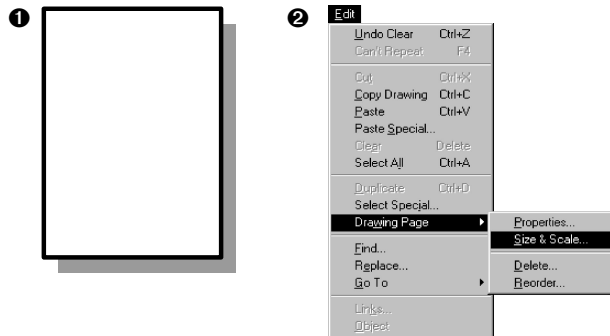 ❶
❷
Edit
Undo Clear Ctrl+Z
Can't Repeat F4
Cut Ctrl+X
Copy Drawing Ctrl+C
Paste Ctrl+V
Paste Special...
Clear Delete
Select All Ctrl+A
Duplicate Ctrl+D
Select Special...
Drawing Page
Properties...
Size & Scale...
Find...
Delete...
Replace...
Reorder...
Go To
Links...
Object